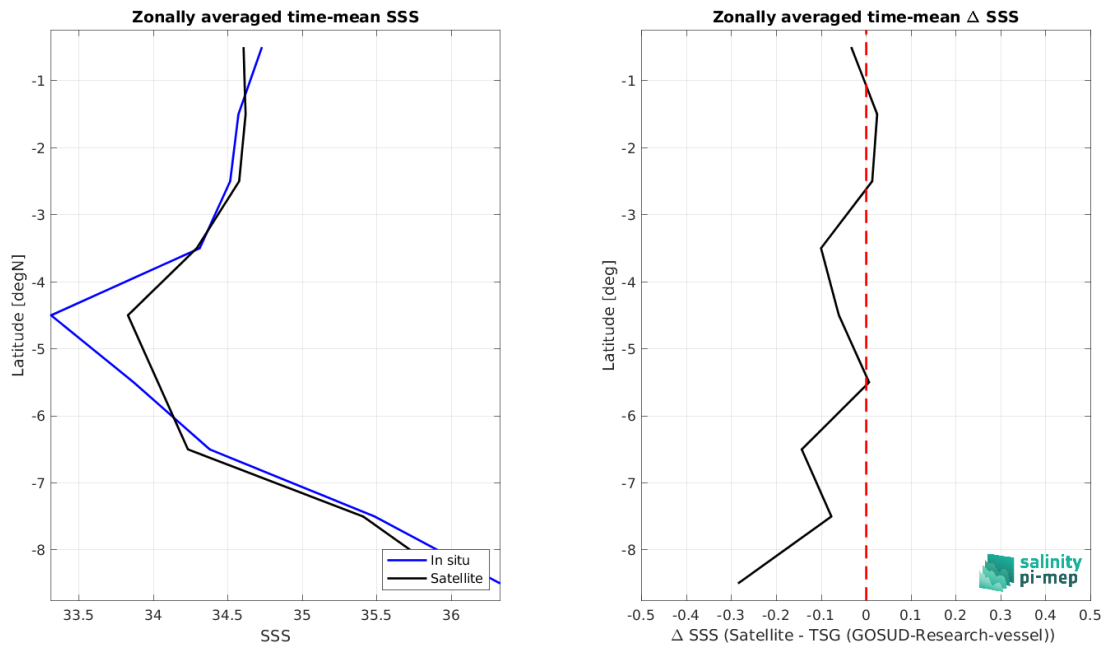 Zonally averaged time-mean SSS
-1
-2
-3
-4
-5
-6
-7
-8
Latitude [degN]
33.5 34 34.5 35 35.5 36
SSS
In situ
Satellite
Zonally averaged time-mean Δ SSS
-1
-2
-3
-4
-5
-6
-7
-8
Latitude [deg]
-0.5 -0.4 -0.3 -0.2 -0.1 0 0.1 0.2 0.3 0.4 0.5
Δ SSS (Satellite - TSG (GOSUD-Research-vessel))
salinity
pi-mep